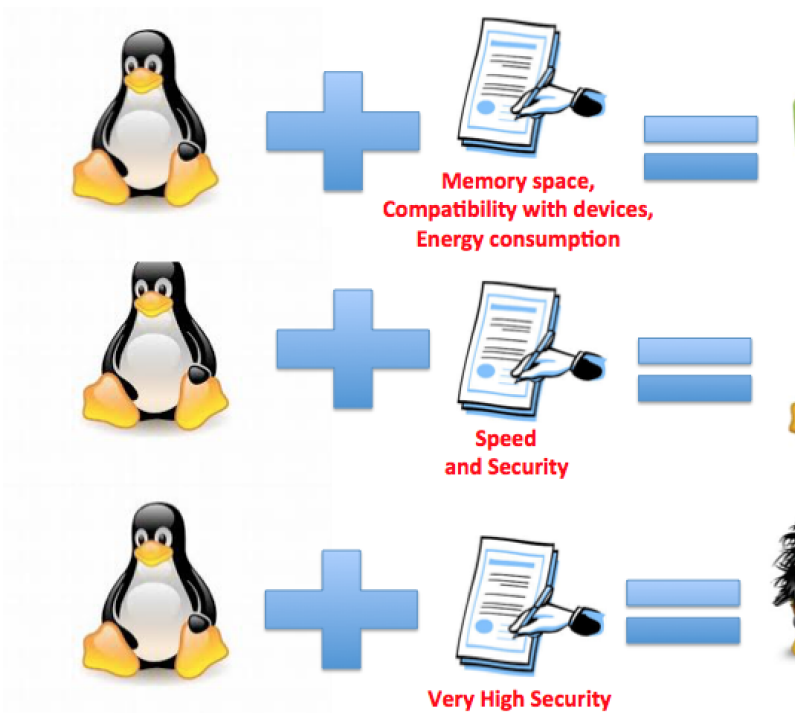 Memory space,
Compatibility with devices,
Energy consumption
Speed
and Security
Very High Security